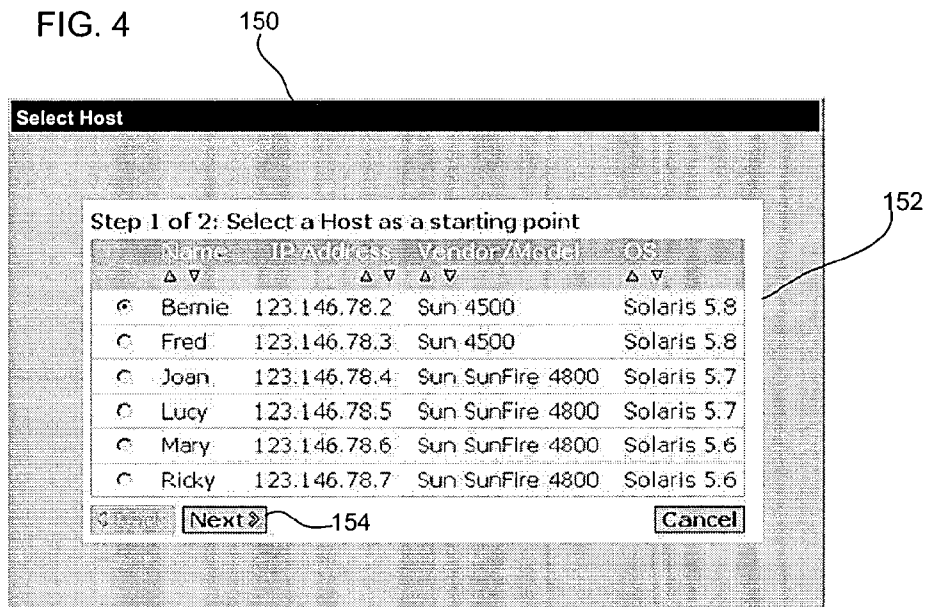 FIG. 4
150
Select Host
152
Step 1 of 2: Select a Host as a starting point
Name IP Address Vendor/Model OS
Bernie 123.146.78.2 Sun 4500 Solaris 5.8
Fred 123.146.78.3 Sun 4500 Solaris 5.8
Joan 123.146.78.4 Sun SunFire 4800 Solaris 5.7
Lucy 123.146.78.5 Sun SunFire 4800 Solaris 5.7
Mary 123.146.78.6 Sun SunFire 4800 Solaris 5.6
Ricky 123.146.78.7 Sun SunFire 4800 Solaris 5.6
Next 154 Cancel